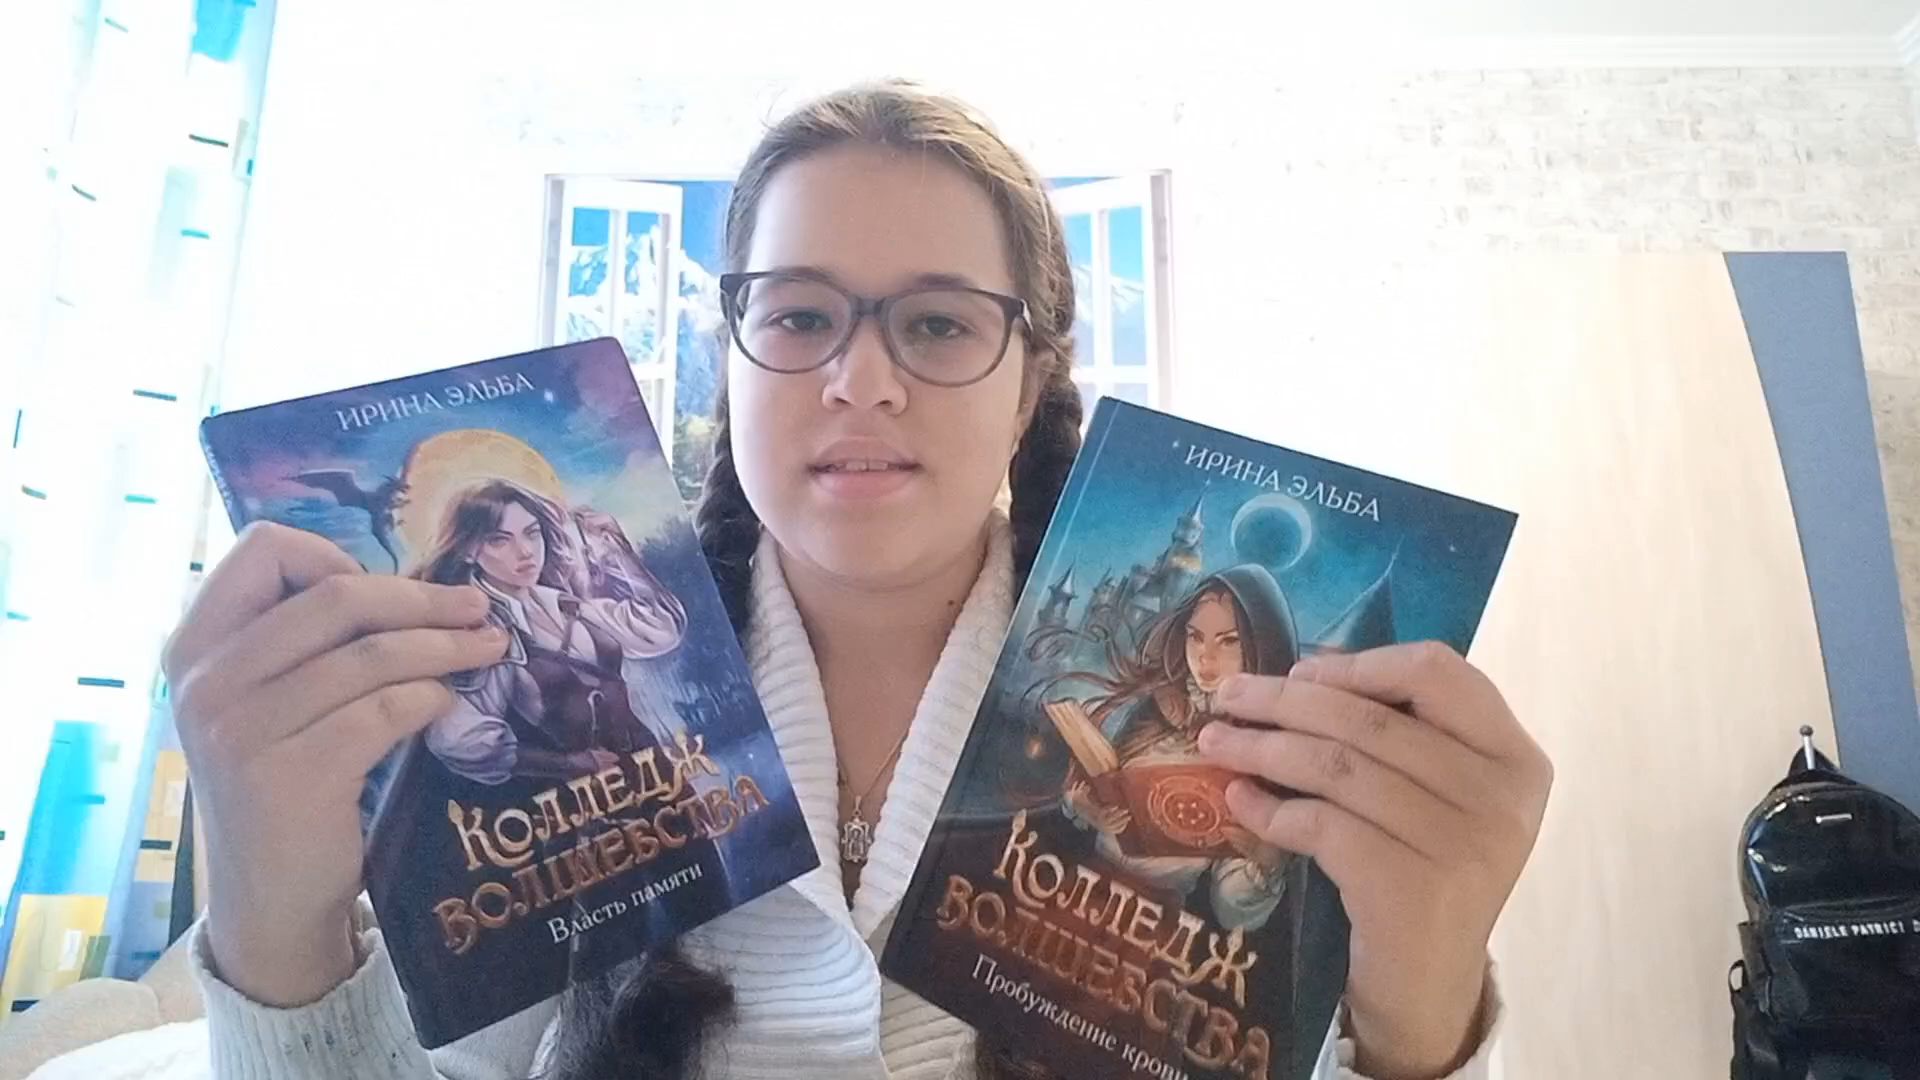 ИРИНА ЭЛЬБА
КОЛЛЕДЖ
ВОЛШЕБСТВА
Власть памяти
ИРИНА ЭЛЬБА
КОЛЛЕДЖ
ВОЛШЕБСТВА
Пробуждение крови
DANIELE PATRICI